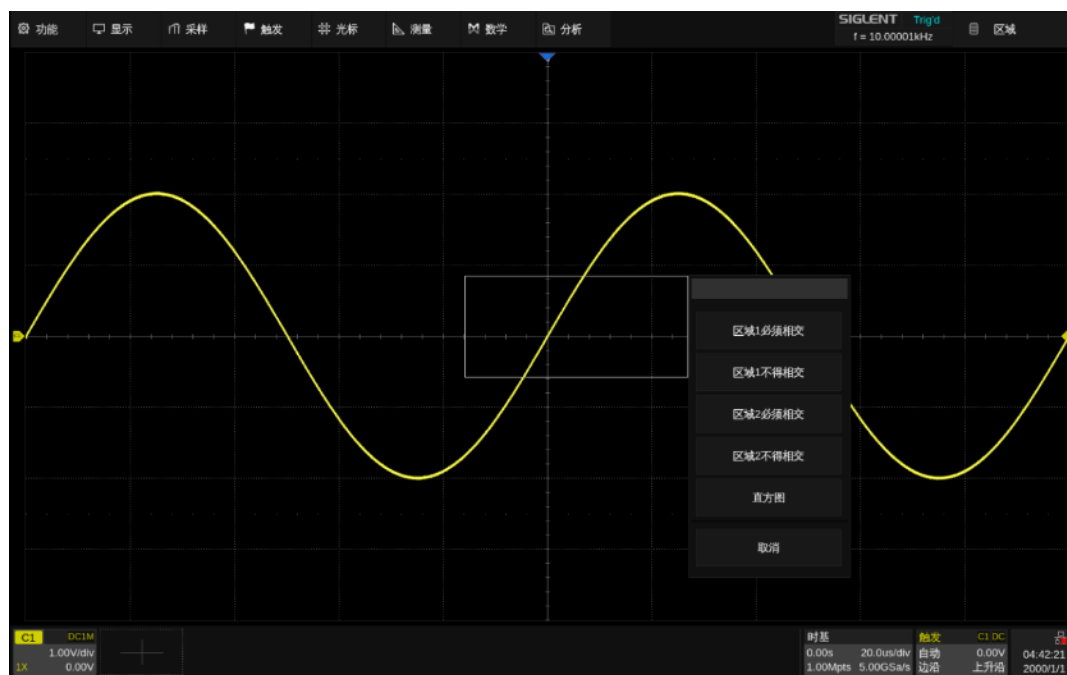 功能 显示 采样 触发 光标 测量 数学 分析 SIGLENT Trig'd 区域
f = 10.00001kHz
区域1必须相交
区域1不得相交
区域2必须相交
区域2不得相交
直方图
取消
C1 DC1M
1.00V/div
1X 0.00V
时基
0.00s 20.0us/div
1.00Mpts 5.00GSa/s
触发 C1 DC
自动 0.00V
边沿 上升沿
04:42:21
2000/1/1